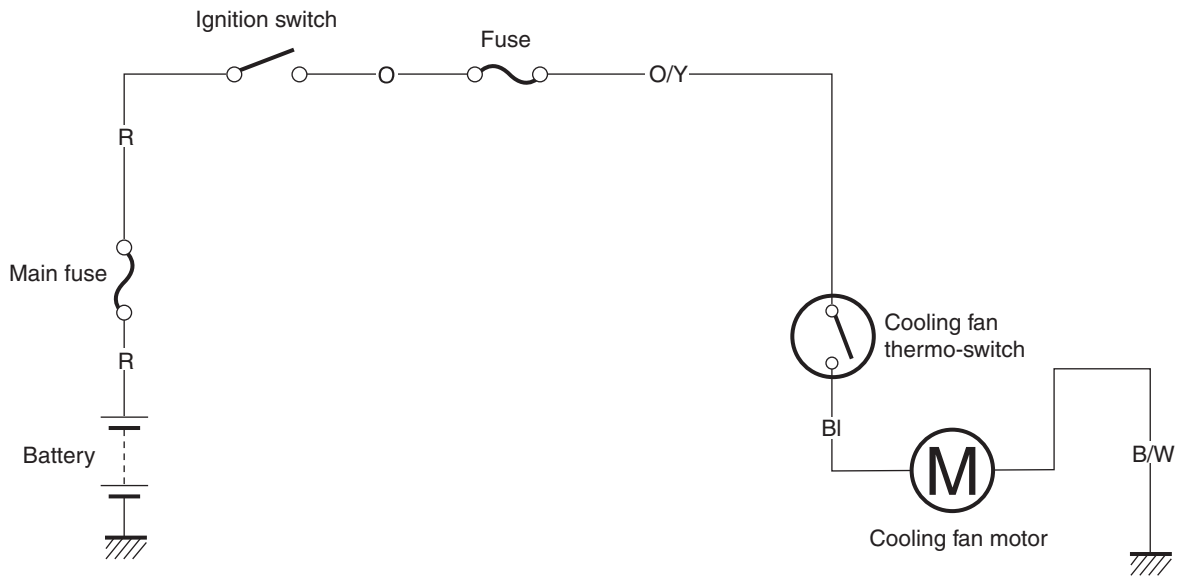 Ignition switch
Fuse
O
O/Y
R
Main fuse
R
Battery
Cooling fan
thermo-switch
Bl
M
B/W
Cooling fan motor